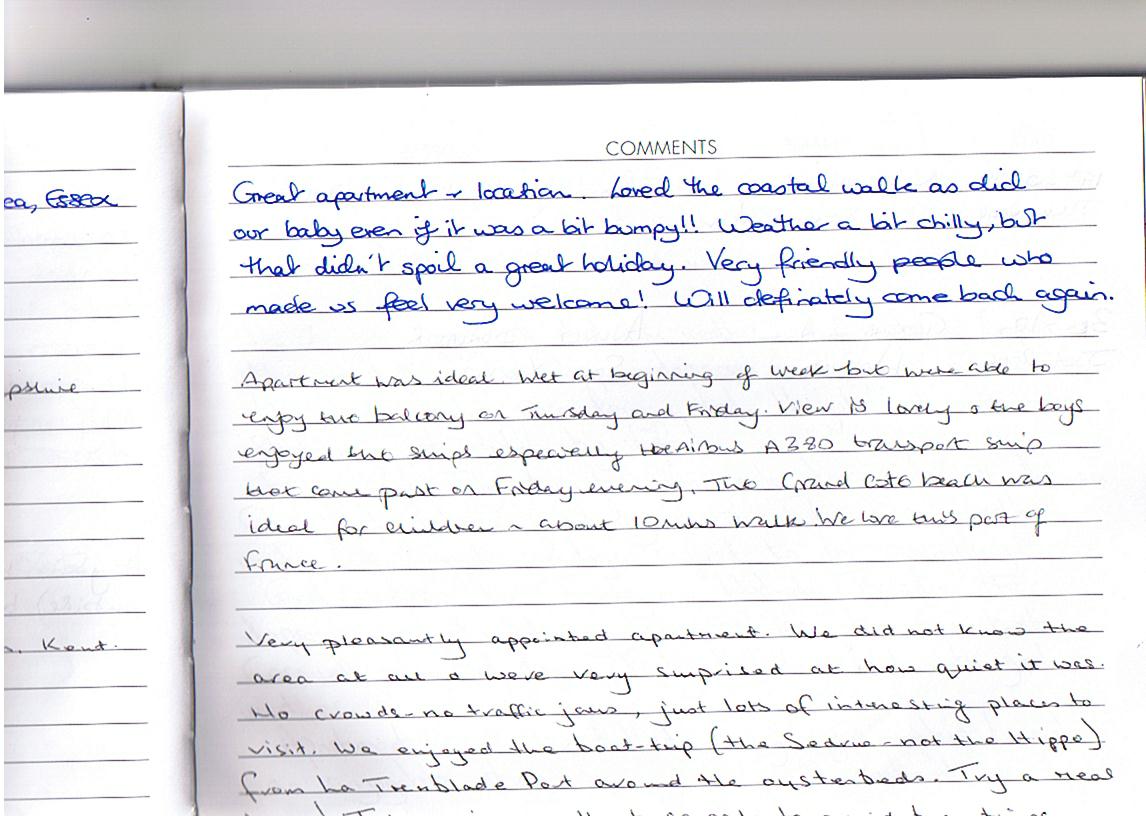 COMMENTS
ea, Essex
Great apartment + location. Loved the coastal walk as did
our baby even if it was a bit bumpy!! Weather a bit chilly, but
that didn't spoil a great holiday. Very friendly people who
made us feel very welcome! Will definately come back again.
pshire
Apartment was ideal. Wet at beginning of week but were able to
enjoy the balcony on Thursday and Friday. View is lovely & the boys
enjoyed the ships especially the Airbus A380 transport ship
that came past on Friday evening. The Grand Cote beach was
ideal for children ~ about 10 mins walk. We love this part of
France.
. Kent.
Very pleasantly appointed apartment. We did not know the
area at all & were very surprised at how quiet it was.
No crowds - no traffic jams, just lots of interesting places to
visit. We enjoyed the boat-trip (the Sedna - not the Hippo)
from La Tremblade Port around the oysterbeds. Try a meal